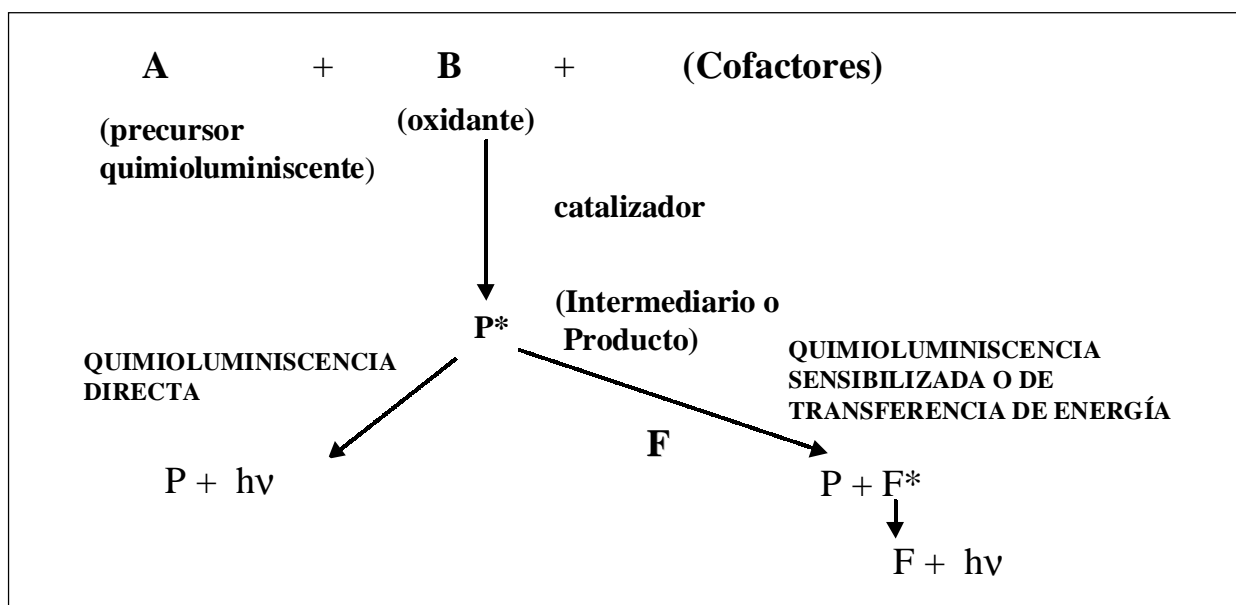 A + B + (Cofactores)
(precursor
quimioluminiscente)
(oxidante)
catalizador
(Intermediario o
Producto)
P*
QUIMIOLUMINISCENCIA
DIRECTA
QUIMIOLUMINISCENCIA
SENSIBILIZADA O DE
TRANSFERENCIA DE ENERGÍA
F
P + hν
P + F*
F + hν